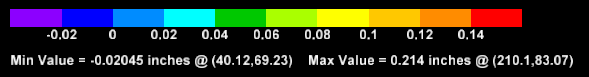 -0.02 0 0.02 0.04 0.06 0.08 0.1 0.12 0.14
Min Value = -0.02045 inches @ (40.12,69.23) Max Value = 0.214 inches @ (210.1,83.07)